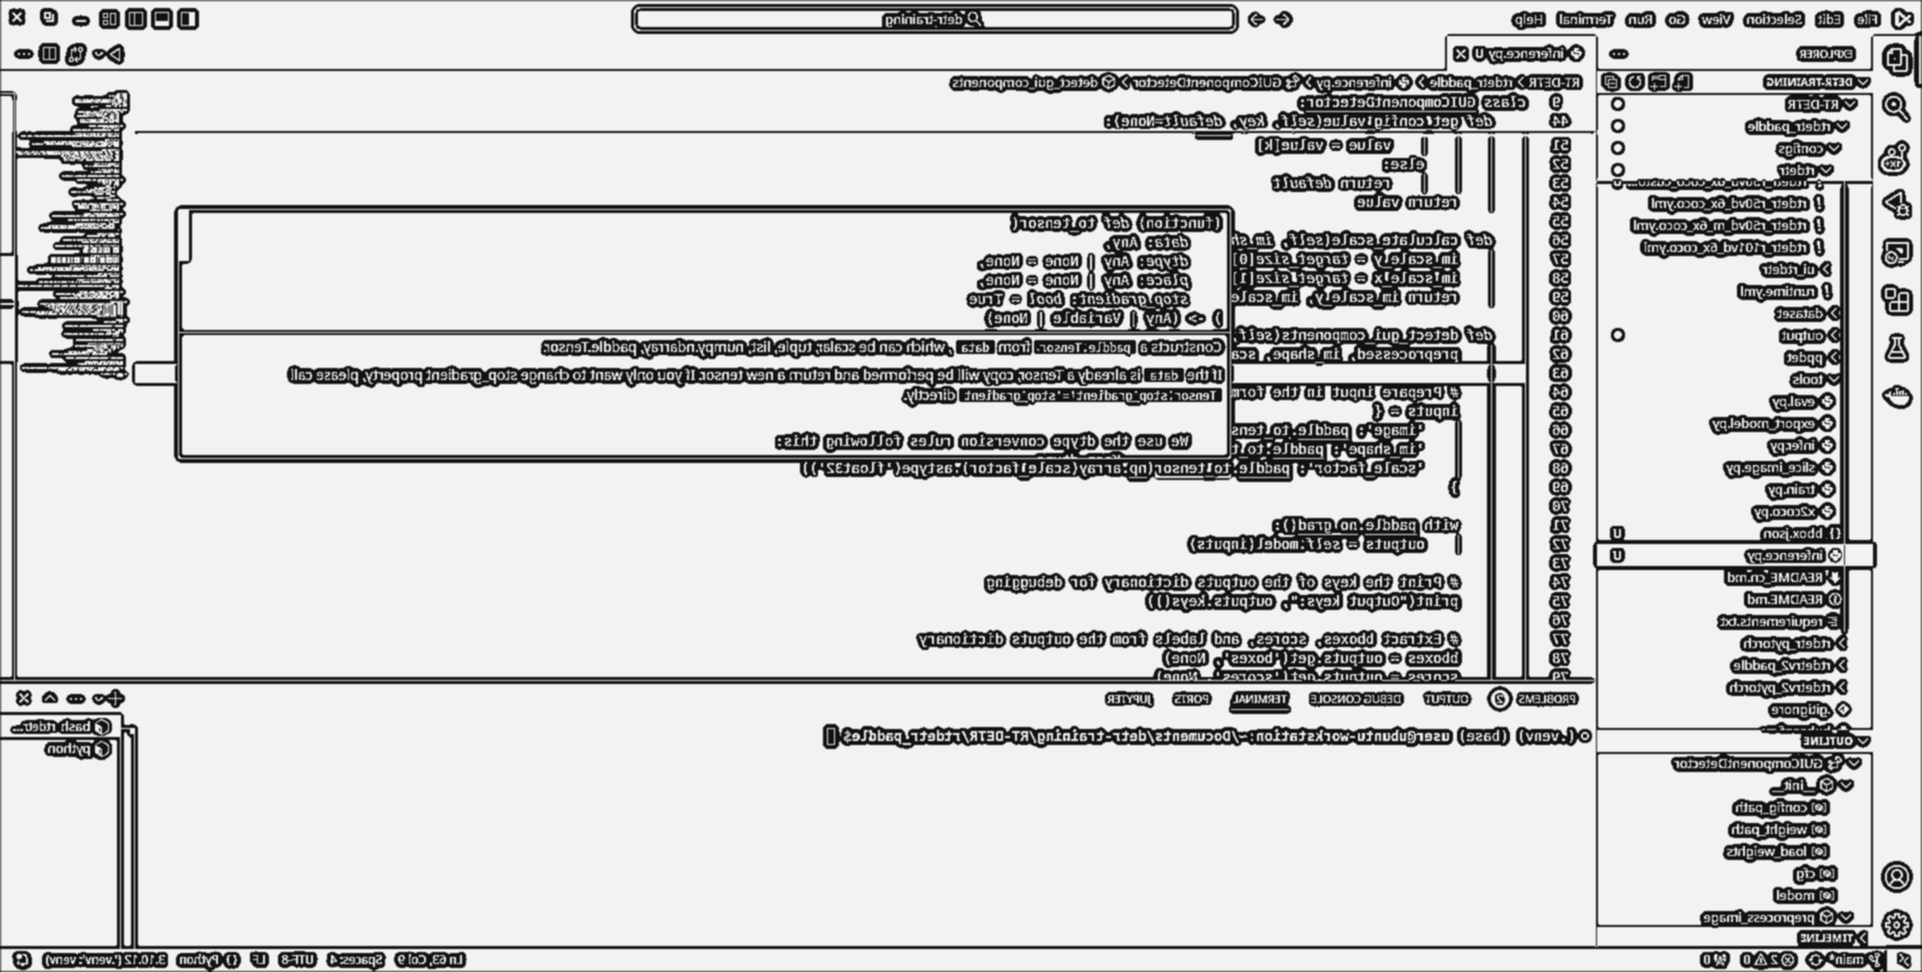 File Edit Selection View Go Run Terminal Help
detr-training
EXPLORER
DETR-TRAINING
RT-DETR
rtdetr_paddle
configs
rtdetr
rtdetr_r50vd_6x_coco.yml
rtdetr_r50vd_m_6x_coco.yml
rtdetr_r101vd_6x_coco.yml
ui_rtdetr
runtime.yml
dataset
output
ppdet
tools
eval.py
export_model.py
infer.py
slice_image.py
train.py
x2coco.py
{} bbox.json U
inference.py U
README_cn.md
README.md
requirements.txt
rtdetr_pytorch
rtdetrv2_paddle
rtdetrv2_pytorch
.gitignore
OUTLINE
GUIComponentDetector
__init__
config_path
weight_path
load_weights
cfg
model
preprocess_image
TIMELINE
inference.py U
RT-DETR > rtdetr_paddle > inference.py > GUIComponentDetector > detect_gui_components
9 class GUIComponentDetector:
44 def get_config_value(self, key, default=None):
51 value = value[k]
52 else:
53 return default
54 return value
55
56 def calculate_scale(self, im_sh
57 im_scale_y = target_size[0]
58 im_scale_x = target_size[1]
59 return im_scale_y, im_scale
60
61 def detect_gui_components(self,
62 preprocessed, im_shape, sca
63
64 # Prepare input in the form
65 inputs = {
66 'image': paddle.to_tens
67 'im_shape': paddle.to_t
68 'scale_factor': paddle.to_tensor(np.array(scale_factor).astype('float32'))
69 }
70
71 with paddle.no_grad():
72 outputs = self.model(inputs)
73
74 # Print the keys of the outputs dictionary for debugging
75 print("Output keys:", outputs.keys())
76
77 # Extract bboxes, scores, and labels from the outputs dictionary
78 bboxes = outputs.get('boxes', None)
79 scores = outputs.get('scores', None)
(function) def to_tensor(
data: Any,
dtype: Any | None = None,
place: Any | None = None,
stop_gradient: bool = True
) -> (Any | Variable | None)
Constructs a paddle.Tensor from data , which can be scalar, tuple, list, numpy.ndarray, paddle.Tensor.
If the data is already a Tensor, copy will be performed and return a new tensor. If you only want to change stop_gradient property, please call
Tensor.stop_gradient = stop_gradient directly.
We use the dtype conversion rules following this:
PROBLEMS 2 OUTPUT DEBUG CONSOLE TERMINAL PORTS JUPYTER
(.venv) (base) user@ubuntu-workstation:~/Documents/detr-training/RT-DETR/rtdetr_paddle$
bash rtdetr...
python
main* 2 0 0
Ln 63, Col 9 Spaces: 4 UTF-8 LF {} Python 3.10.12 ('.venv': venv)